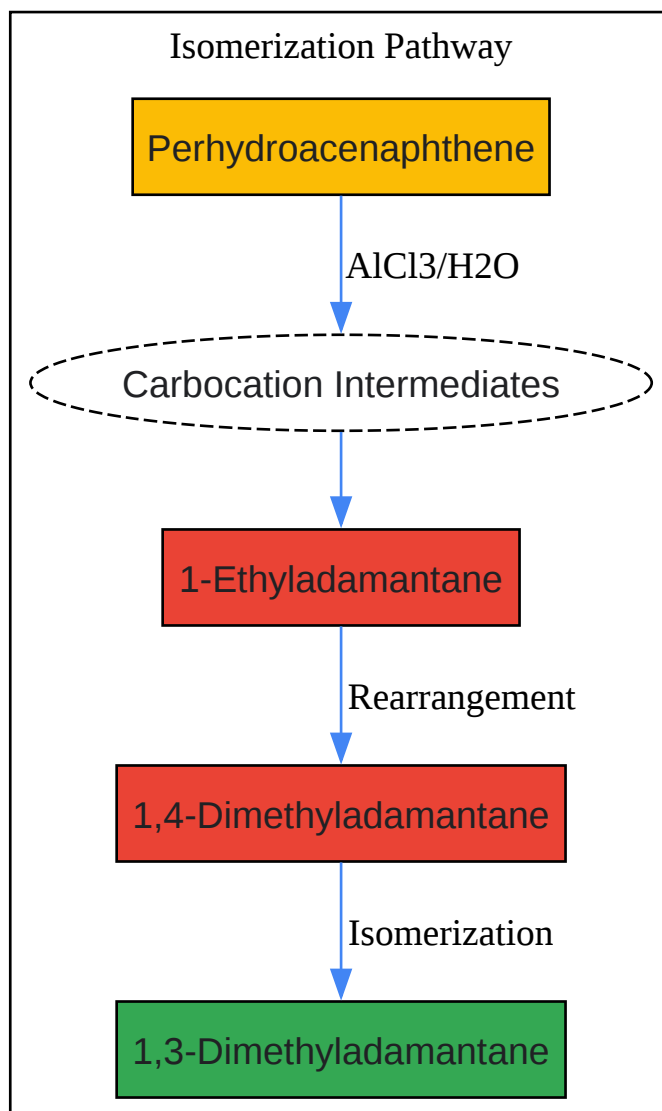 Isomerization Pathway
Perhydroacenaphthene
AlCl3/H2O
Carbocation Intermediates
1-Ethyladamantane
Rearrangement
1,4-Dimethyladamantane
Isomerization
1,3-Dimethyladamantane